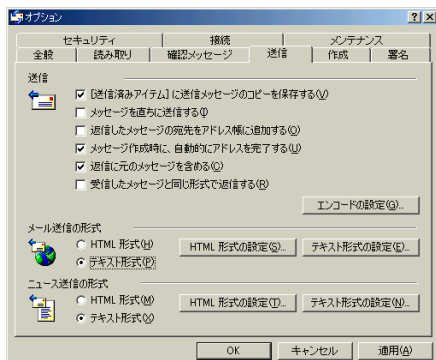 オプション
セキュリティ 接続 メンテナンス
全般 読み取り 確認メッセージ 送信 作成 署名
送信
[送信済みアイテム] に送信メッセージのコピーを保存する(V)
メッセージを直ちに送信する(I)
返信したメッセージの宛先をアドレス帳に追加する(O)
メッセージ作成時に、自動的にアドレスを完了する(U)
返信に元のメッセージを含める(C)
受信したメッセージと同じ形式で返信する(R)
エンコードの設定(G)...
メール送信の形式
HTML 形式(H) HTML 形式の設定(S)... テキスト形式の設定(E)...
テキスト形式(P)
ニュース送信の形式
HTML 形式(M) HTML 形式の設定(T)... テキスト形式の設定(N)...
テキスト形式(X)
OK キャンセル 適用(A)